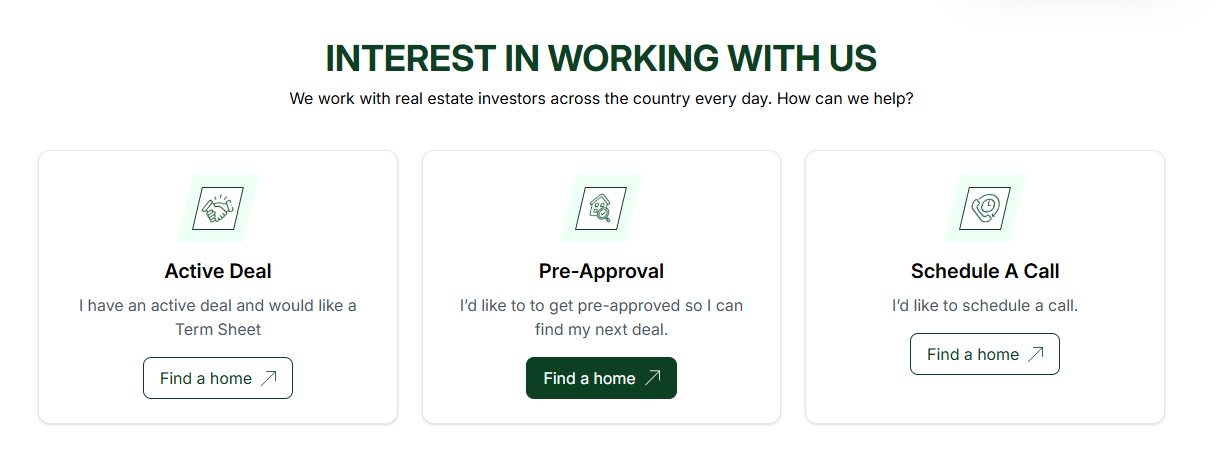 INTEREST IN WORKING WITH US
We work with real estate investors across the country every day. How can we help?
Active Deal
I have an active deal and would like a
Term Sheet
Find a home
Pre-Approval
I’d like to to get pre-approved so I can
find my next deal.
Find a home
Schedule A Call
I’d like to schedule a call.
Find a home